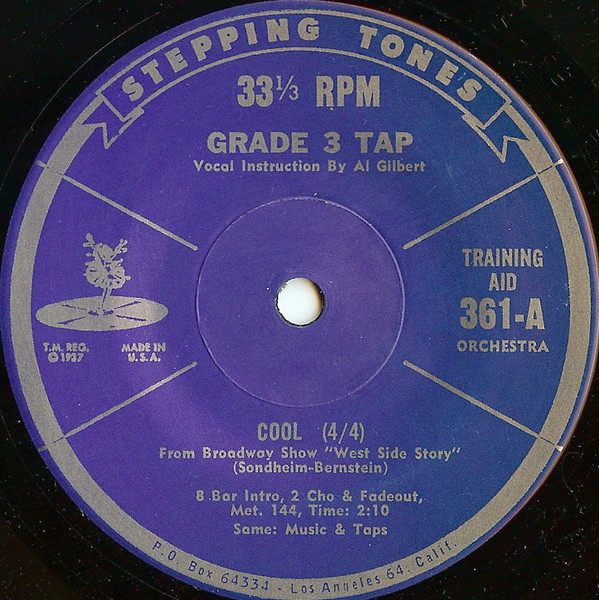 STEPPING TONES
33⅓ RPM
GRADE 3 TAP
Vocal Instruction By Al Gilbert
TRAINING
AID
361-A
ORCHESTRA
T.M. REG.
©1937
MADE IN
U.S.A.
COOL (4/4)
From Broadway Show "West Side Story"
(Sondheim-Bernstein)
8 Bar Intro, 2 Cho & Fadeout,
Met. 144, Time: 2:10
Same: Music & Taps
P.O. Box 64334 - Los Angeles 64, Calif.